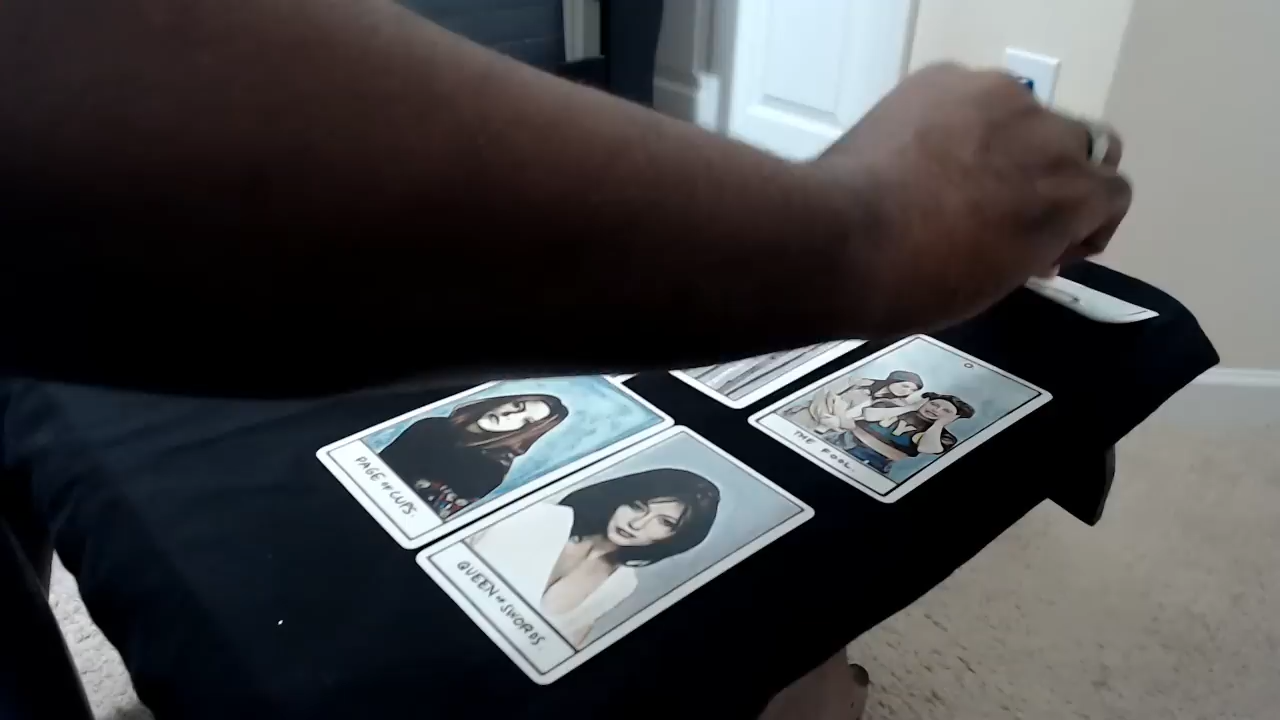 PAGE OF CUPS.
QUEEN OF SWORDS.
0
THE FOOL.